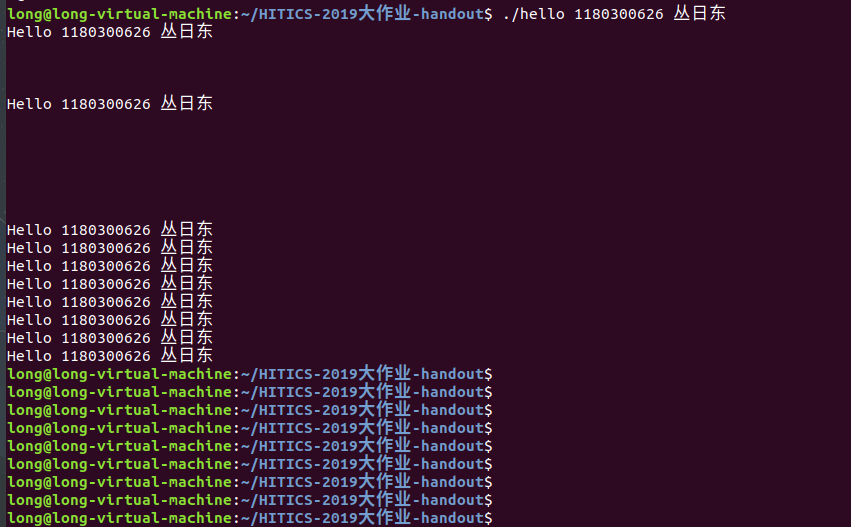 long@long-virtual-machine:~/HITICS-2019大作业-handout$ ./hello 1180300626 丛日东
Hello 1180300626 丛日东
Hello 1180300626 丛日东
Hello 1180300626 丛日东
Hello 1180300626 丛日东
Hello 1180300626 丛日东
Hello 1180300626 丛日东
Hello 1180300626 丛日东
Hello 1180300626 丛日东
Hello 1180300626 丛日东
Hello 1180300626 丛日东
long@long-virtual-machine:~/HITICS-2019大作业-handout$
long@long-virtual-machine:~/HITICS-2019大作业-handout$
long@long-virtual-machine:~/HITICS-2019大作业-handout$
long@long-virtual-machine:~/HITICS-2019大作业-handout$
long@long-virtual-machine:~/HITICS-2019大作业-handout$
long@long-virtual-machine:~/HITICS-2019大作业-handout$
long@long-virtual-machine:~/HITICS-2019大作业-handout$
long@long-virtual-machine:~/HITICS-2019大作业-handout$
long@long-virtual-machine:~/HITICS-2019大作业-handout$